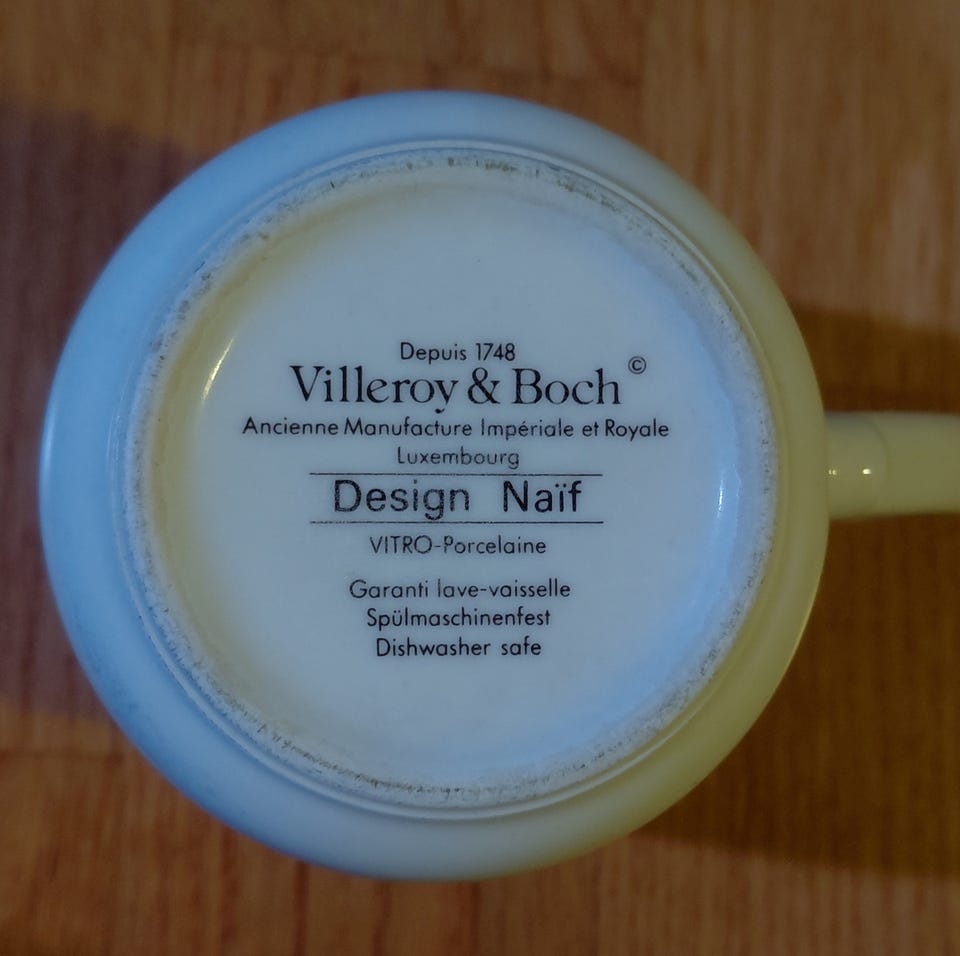 Depuis 1748
Villeroy & Boch ©
Ancienne Manufacture Impériale et Royale
Luxembourg
Design Naïf
VITRO-Porcelaine
Garanti lave-vaisselle
Spülmaschinenfest
Dishwasher safe